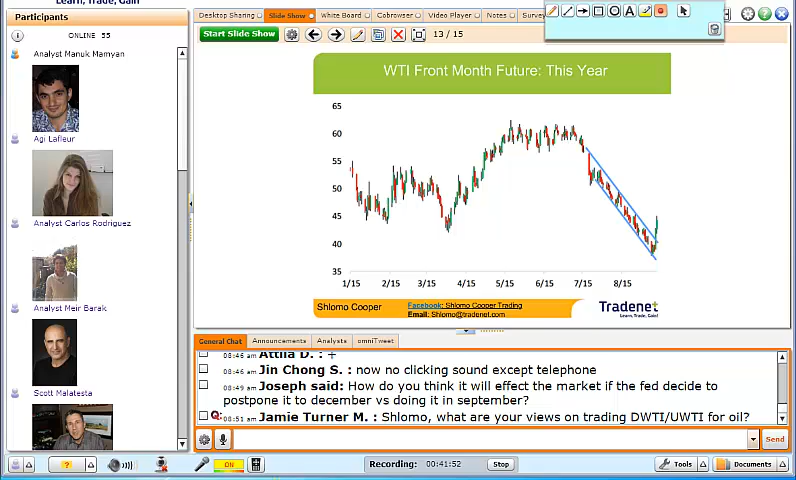 Learn, Trade, Gain
Participants
ONLINE 55
Analyst Manuk Mamyan
Agi Lafleur
Analyst Carlos Rodriguez
Analyst Meir Barak
Scott Malatesta
Desktop Sharing Slide Show White Board Cobrowser Video Player Notes Survey
A
Start Slide Show 13 / 15
WTI Front Month Future: This Year
65
60
55
50
45
40
35
1/15 2/15 3/15 4/15 5/15 6/15 7/15 8/15
Shlomo Cooper
Facebook: Shlomo Cooper Trading
Email: Shlomo@tradenet.com
Tradenet
Learn, Trade, Gain!
General Chat Announcements Analysts omniTweet
08:46 am Attila D. : +
08:46 am Jin Chong S. : now no clicking sound except telephone
08:49 am Joseph said: How do you think it will effect the market if the fed decide to
postpone it to december vs doing it in september?
Q: 08:51 am Jamie Turner M. : Shlomo, what are your views on trading DWTI/UWTI for oil?
Send
? ON Recording: 00:41:52 Stop Tools Documents